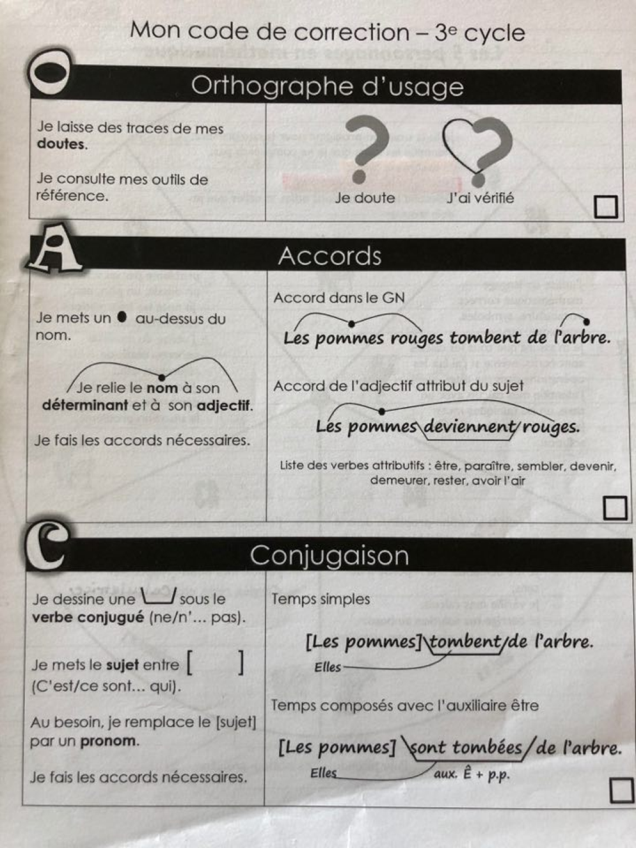 Mon code de correction – 3e cycle
O
Orthographe d'usage
Je laisse des traces de mes
doutes.
Je consulte mes outils de
référence.
? ?
Je doute J'ai vérifié
A
Accords
Je mets un ● au-dessus du
nom.
Je relie le nom à son
déterminant et à son adjectif.
Je fais les accords nécessaires.
Accord dans le GN
Les pommes rouges tombent de l'arbre.
Accord de l'adjectif attribut du sujet
Les pommes deviennent rouges.
Liste des verbes attributifs : être, paraître, sembler, devenir,
demeurer, rester, avoir l'air
C
Conjugaison
Je dessine une \__/ sous le
verbe conjugué (ne/n'... pas).
Je mets le sujet entre [ ]
(C'est/ce sont... qui).
Au besoin, je remplace le [sujet]
par un pronom.
Je fais les accords nécessaires.
Temps simples
[Les pommes] \tombent/ de l'arbre.
Elles
Temps composés avec l'auxiliaire être
[Les pommes] \sont tombées/ de l'arbre.
Elles aux. Ê + p.p.